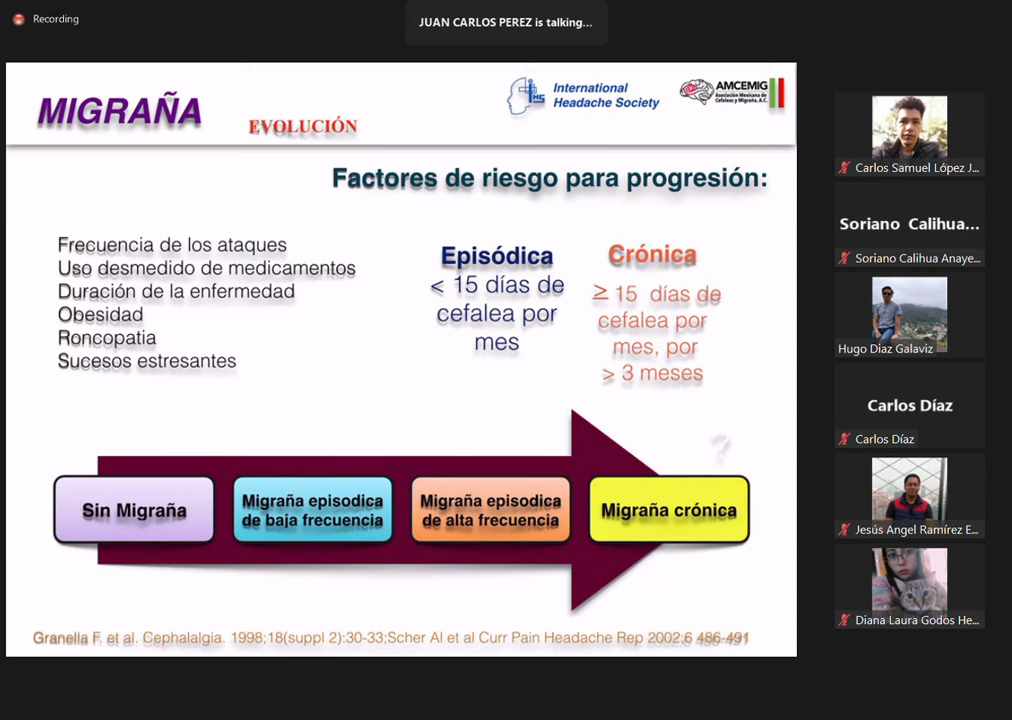 Recording
JUAN CARLOS PEREZ is talking...
MIGRAÑA
EVOLUCIÓN
International
Headache Society
IHS
AMCEMIG
Asociación Mexicana de
Cefaleas y Migraña, A.C.
Factores de riesgo para progresión:
Frecuencia de los ataques
Uso desmedido de medicamentos
Duración de la enfermedad
Obesidad
Roncopatia
Sucesos estresantes
Episódica
< 15 días de
cefalea por
mes
Crónica
≥ 15 días de
cefalea por
mes, por
> 3 meses
?
Sin Migraña
Migraña episodica
de baja frecuencia
Migraña episodica
de alta frecuencia
Migraña crónica
Granella F. et al. Cephalalgia. 1998;18(suppl 2):30-33;Scher AI et al Curr Pain Headache Rep 2002;6 486-491
Carlos Samuel López J...
Soriano Calihua...
Soriano Calihua Anaye...
Hugo Diaz Galaviz
Carlos Díaz
Carlos Díaz
Jesús Angel Ramírez E...
Diana Laura Godos He...